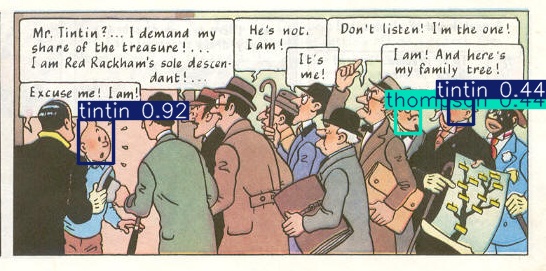 Mr. Tintin?... I demand my
share of the treasure!...
I am Red Rackham's sole descen-
dant!...
Excuse me! I am!
He's not.
I am!
It's
me!
Don't listen! I'm the one!
I am! And here's
my family tree!
tintin 0.92
thompson 0.44
tintin 0.44